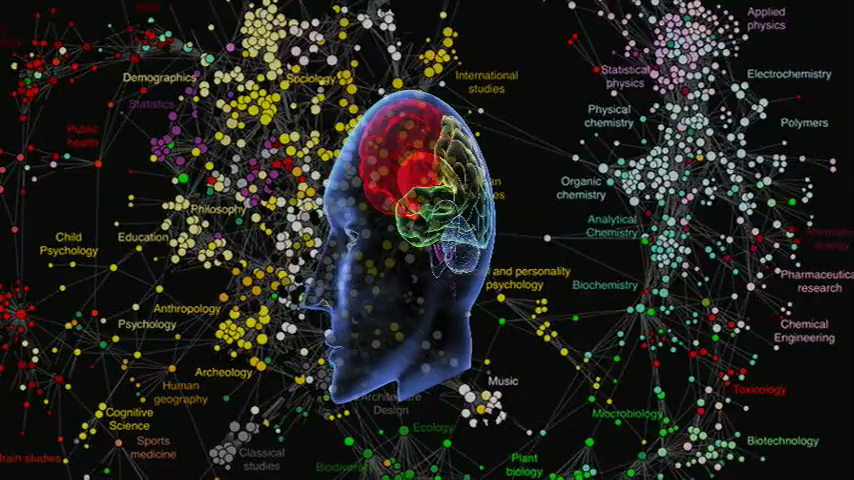 Applied
physics
Demographics
Sociology
International
studies
Statistical
physics
Electrochemistry
Statistics
Physical
chemistry
Polymers
Public
health
Organic
chemistry
Philosophy
Analytical
Chemistry
Child
Psychology
Education
and personality
psychology
Biochemistry
Pharmaceutica
research
Anthropology
Psychology
Chemical
Engineering
Archeology
Human
geography
Music
Toxicology
Architecture
Design
Cognitive
Science
Microbiology
Ecology
Sports
medicine
Biotechnology
Classical
studies
Plant
biology